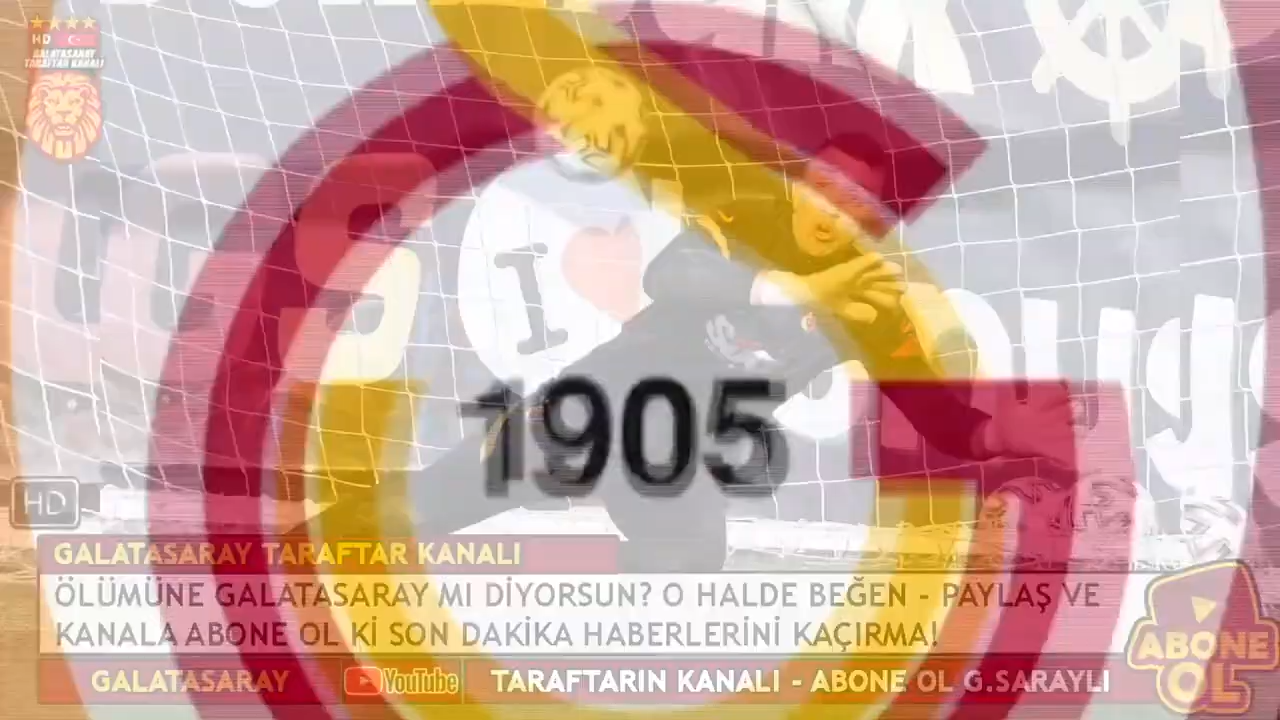 HD
GALATASARAY
TARAFTAR KANALI
I
1905
HD
GALATASARAY TARAFTAR KANALI
ÖLÜMÜNE GALATASARAY MI DİYORSUN? O HALDE BEĞEN - PAYLAŞ VE
KANALA ABONE OL Kİ SON DAKİKA HABERLERİNİ KAÇIRMA!
GALATASARAY YouTube TARAFTARIN KANALI - ABONE OL G.SARAYLI
ABONE
OL